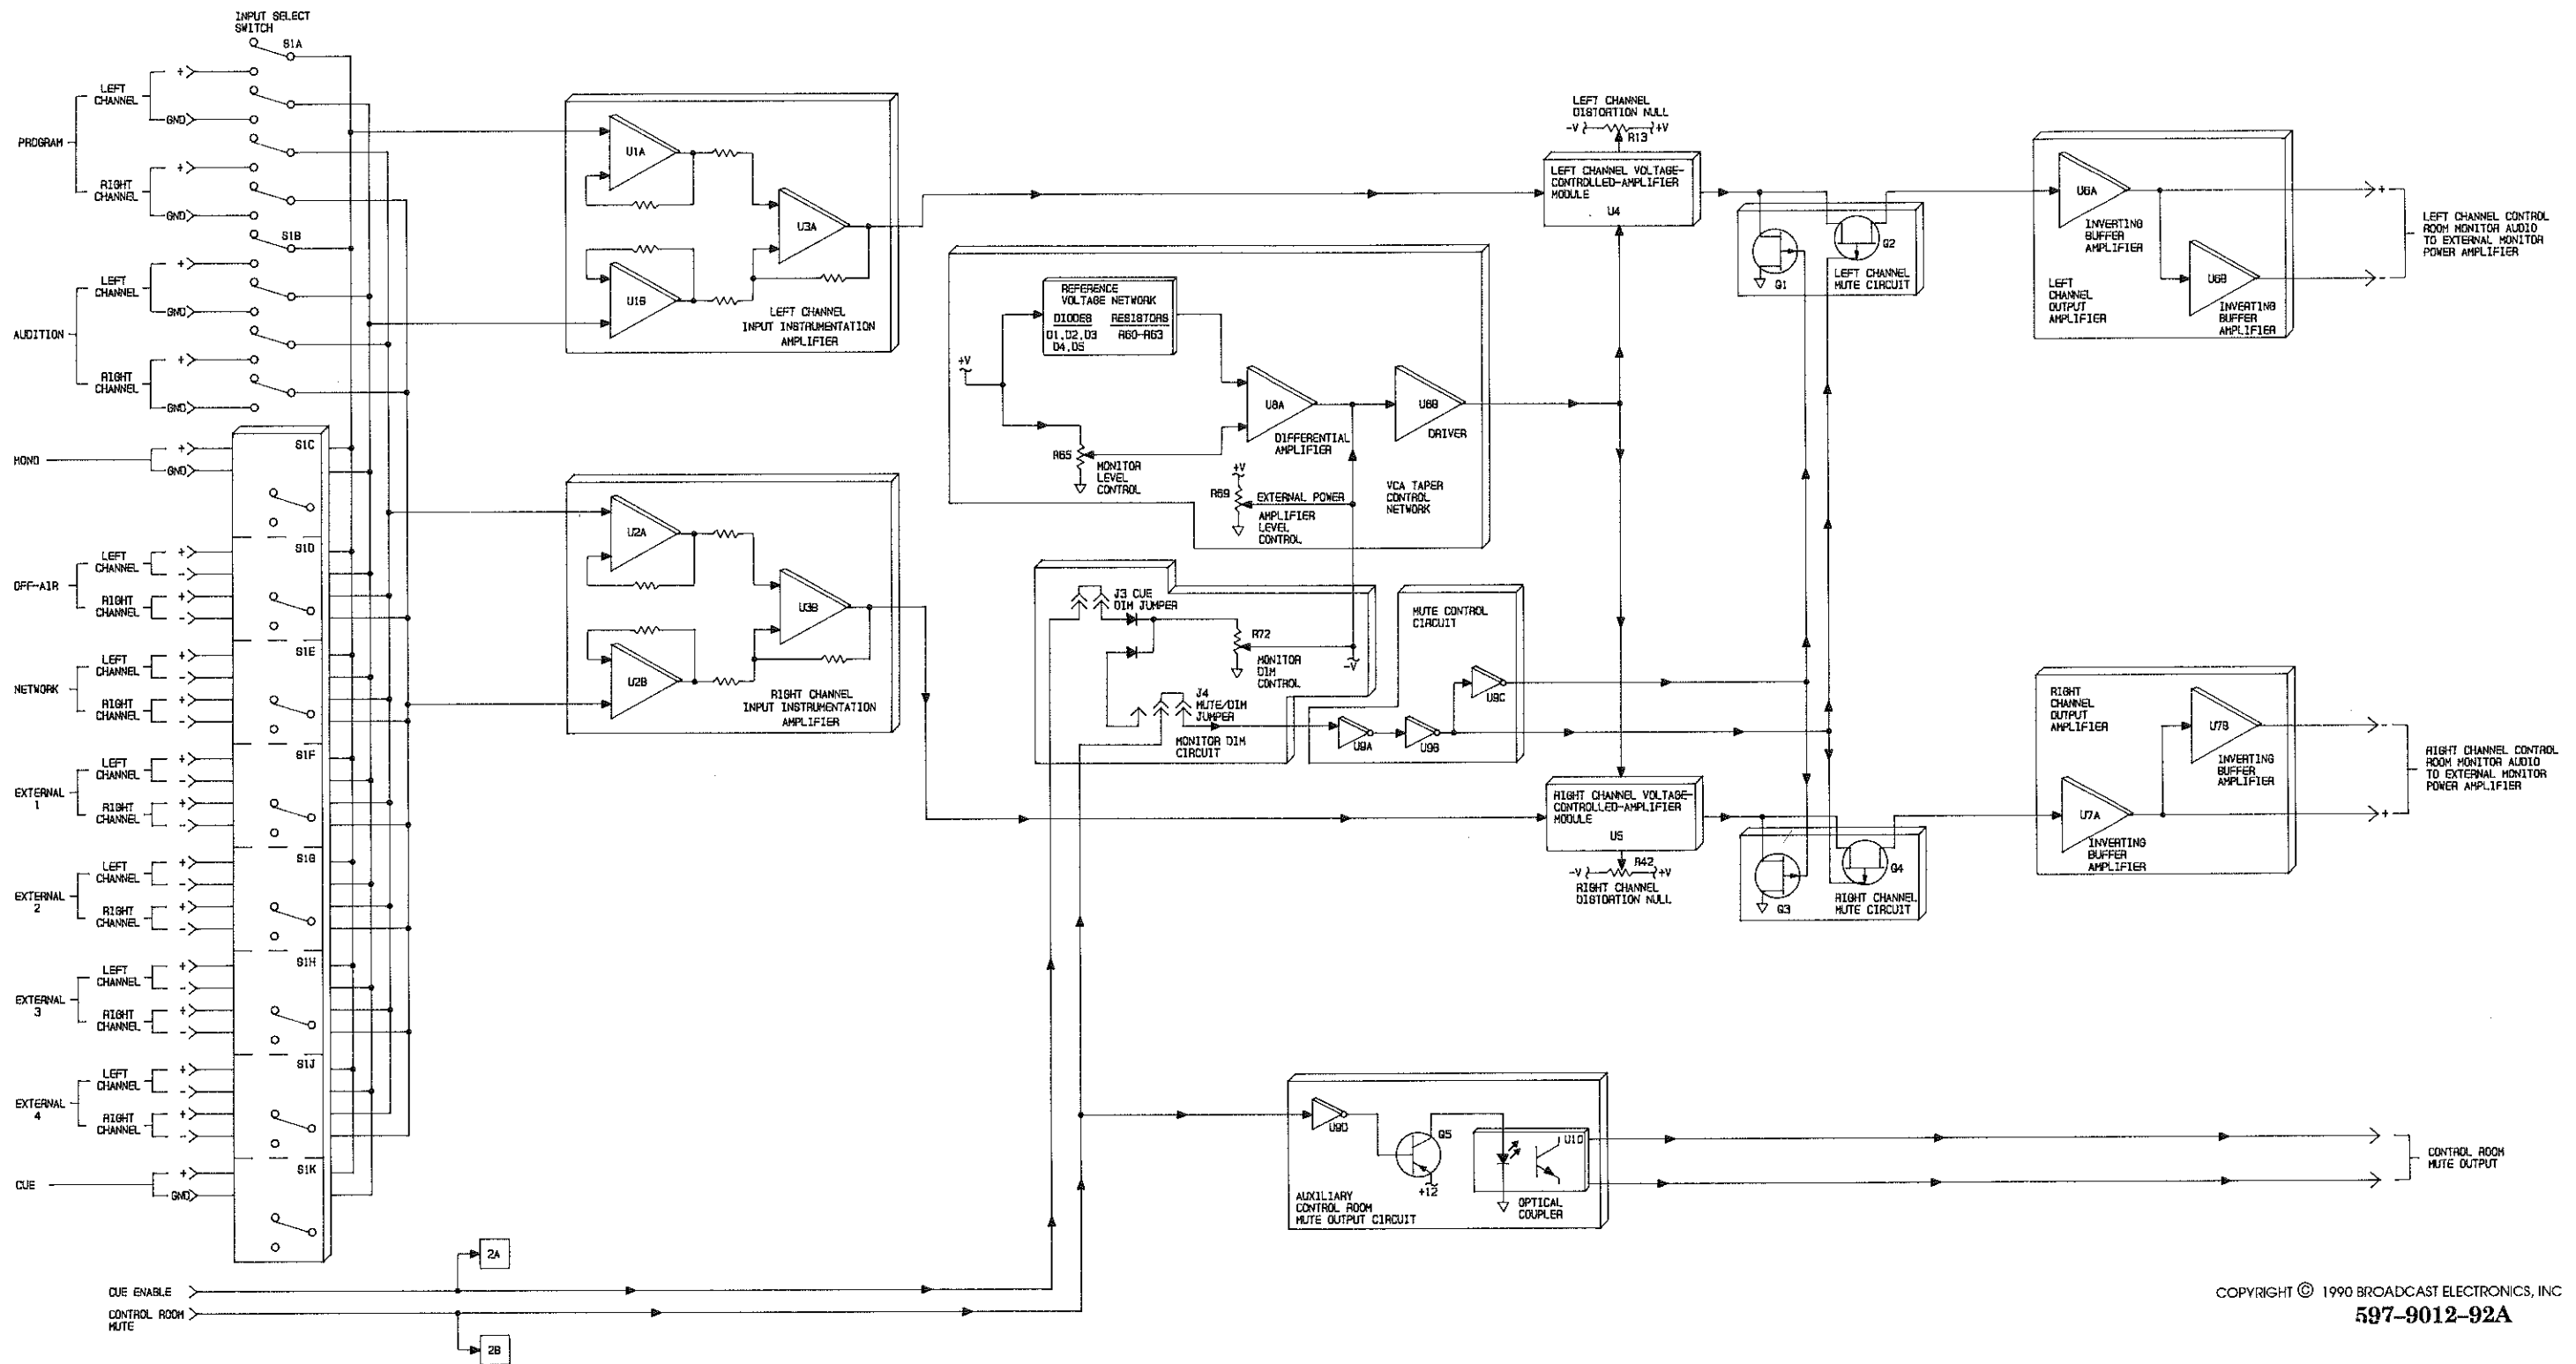 INPUT SELECT
SWITCH
S1A
PROGRAM
LEFT
CHANNEL
+
GND
RIGHT
CHANNEL
+
GND
S1B
AUDITION
LEFT
CHANNEL
+
GND
RIGHT
CHANNEL
+
GND
MONO
+
GND
S1C
OFF-AIR
LEFT
CHANNEL
+
-
RIGHT
CHANNEL
+
-
S1D
NETWORK
LEFT
CHANNEL
+
-
RIGHT
CHANNEL
+
-
S1E
EXTERNAL
1
LEFT
CHANNEL
+
-
RIGHT
CHANNEL
+
-
S1F
EXTERNAL
2
LEFT
CHANNEL
+
-
RIGHT
CHANNEL
+
-
S1G
EXTERNAL
3
LEFT
CHANNEL
+
-
RIGHT
CHANNEL
+
-
S1H
EXTERNAL
4
LEFT
CHANNEL
+
-
RIGHT
CHANNEL
+
-
S1J
CUE
+
GND
S1K
CUE ENABLE
CONTROL ROOM
MUTE
2A
2B
U1A
U1B
U3A
LEFT CHANNEL
INPUT INSTRUMENTATION
AMPLIFIER
U2A
U2B
U3B
RIGHT CHANNEL
INPUT INSTRUMENTATION
AMPLIFIER
REFERENCE
VOLTAGE NETWORK
DIODES
D1,D2,D3
D4,D5
RESISTORS
R60-R63
+V
R65
MONITOR
LEVEL
CONTROL
U8A
DIFFERENTIAL
AMPLIFIER
U8B
DRIVER
+V
R69
EXTERNAL POWER
AMPLIFIER
LEVEL
CONTROL
VCA TAPER
CONTROL
NETWORK
J3 CUE
DIM JUMPER
R72
MONITOR
DIM
CONTROL
-V
J4
MUTE/DIM
JUMPER
MONITOR DIM
CIRCUIT
MUTE CONTROL
CIRCUIT
U9A
U9B
U9C
LEFT CHANNEL
DISTORTION NULL
-V
+V
R13
LEFT CHANNEL VOLTAGE-
CONTROLLED-AMPLIFIER
MODULE
U4
Q1
Q2
LEFT CHANNEL
MUTE CIRCUIT
RIGHT CHANNEL VOLTAGE-
CONTROLLED-AMPLIFIER
MODULE
U5
R42
-V
+V
RIGHT CHANNEL
DISTORTION NULL
Q3
Q4
RIGHT CHANNEL
MUTE CIRCUIT
U6A
INVERTING
BUFFER
AMPLIFIER
U6B
INVERTING
BUFFER AMPLIFIER
LEFT
CHANNEL
OUTPUT
AMPLIFIER
+
-
LEFT CHANNEL CONTROL
ROOM MONITOR AUDIO
TO EXTERNAL MONITOR
POWER AMPLIFIER
RIGHT
CHANNEL
OUTPUT
AMPLIFIER
U7B
INVERTING
BUFFER
AMPLIFIER
U7A
INVERTING
BUFFER
AMPLIFIER
-
+
RIGHT CHANNEL CONTROL
ROOM MONITOR AUDIO
TO EXTERNAL MONITOR
POWER AMPLIFIER
U9D
Q5
+12
U10
OPTICAL
COUPLER
AUXILIARY
CONTROL ROOM
MUTE OUTPUT CIRCUIT
CONTROL ROOM
MUTE OUTPUT
COPYRIGHT © 1990 BROADCAST ELECTRONICS, INC
597-9012-92A